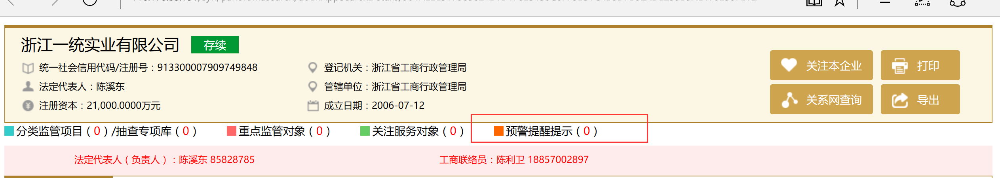 浙江一统实业有限公司 存续
统一社会信用代码/注册号：913300007909749848 登记机关：浙江省工商行政管理局
法定代表人：陈溪东 管辖单位：浙江省工商行政管理局
注册资本：21,000.0000万元 成立日期：2006-07-12
关注本企业 打印
关系网查询 导出
分类监管项目（0）/抽查专项库（0） 重点监管对象（0） 关注服务对象（0） 预警提醒提示（0）
法定代表人（负责人）：陈溪东 85828785 工商联络员：陈利卫 18857002897